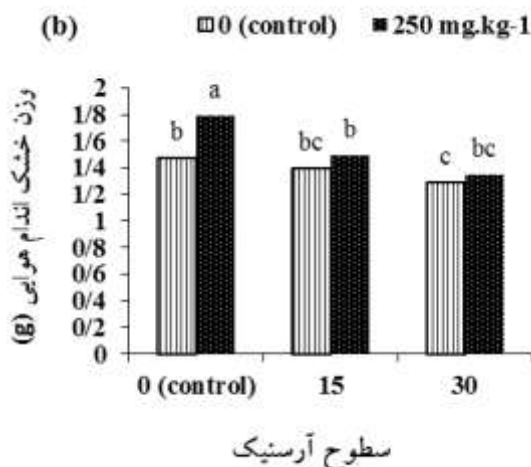 (b) 0 (control) 250 mg.kg-1
وزن خشک اندام هوایی (g)
2
1/8
1/6
1/4
1/2
1
0/8
0/6
0/4
0/2
0
b a bc b c bc
0 (control) 15 30
سطوح آرسنیک